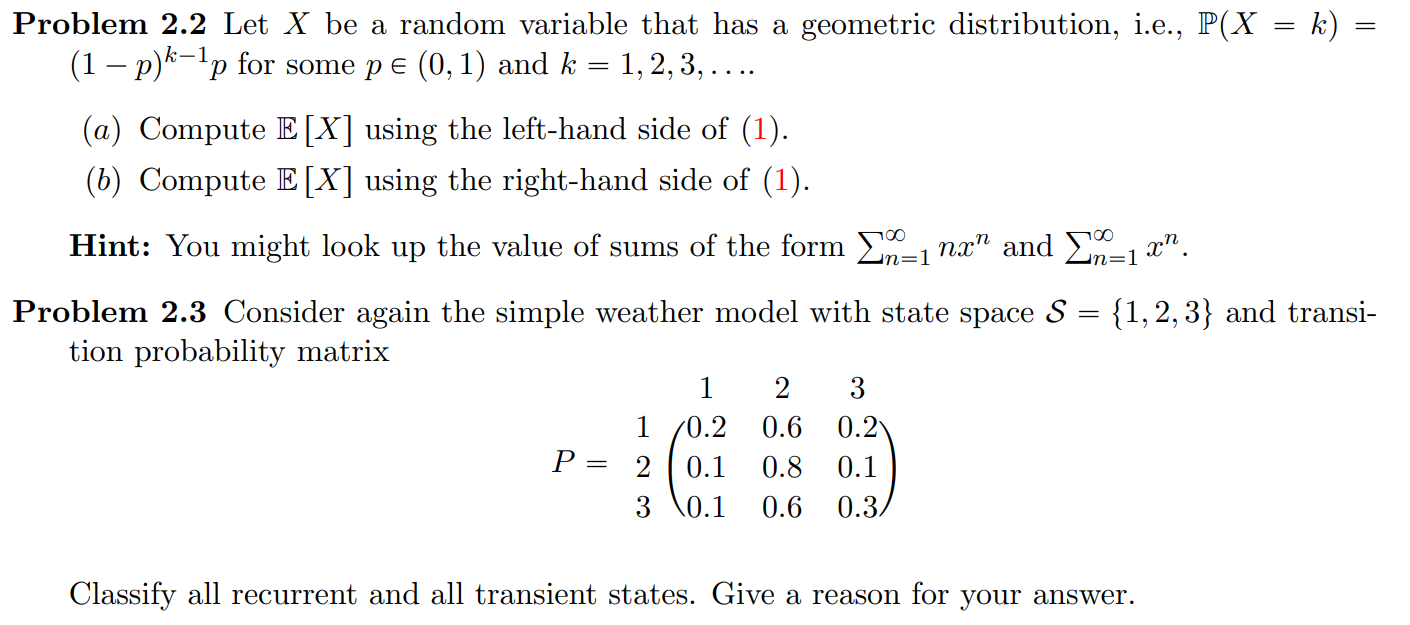 Problem 2.2 Let X be a random variable that has a geometric distribution, i.e., ℙ(X = k) =
(1 − p)^{k−1}p for some p ∈ (0, 1) and k = 1, 2, 3, . . . .
(a) Compute 𝔼[X] using the left-hand side of (1).
(b) Compute 𝔼[X] using the right-hand side of (1).
Hint: You might look up the value of sums of the form ∑_{n=1}^{∞} nx^n and ∑_{n=1}^{∞} x^n.
Problem 2.3 Consider again the simple weather model with state space 𝒮 = {1, 2, 3} and transi-
tion probability matrix
1 2 3
1 (0.2 0.6 0.2)
P = 2 (0.1 0.8 0.1)
3 (0.1 0.6 0.3)
Classify all recurrent and all transient states. Give a reason for your answer.